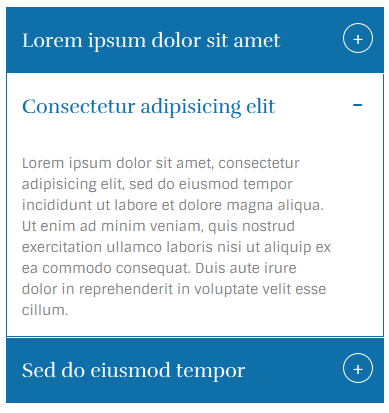 Lorem ipsum dolor sit amet +
Consectetur adipisicing elit -
Lorem ipsum dolor sit amet, consectetur
adipisicing elit, sed do eiusmod tempor
incididunt ut labore et dolore magna aliqua.
Ut enim ad minim veniam, quis nostrud
exercitation ullamco laboris nisi ut aliquip ex
ea commodo consequat. Duis aute irure
dolor in reprehenderit in voluptate velit esse
cillum.
Sed do eiusmod tempor +